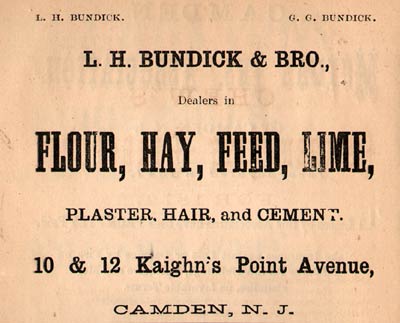 L. H. BUNDICK. G. G. BUNDICK.
L. H. BUNDICK & BRO.,
Dealers in
FLOUR, HAY, FEED, LIME,
PLASTER, HAIR, and CEMENT.
10 & 12 Kaighn's Point Avenue,
CAMDEN, N. J.